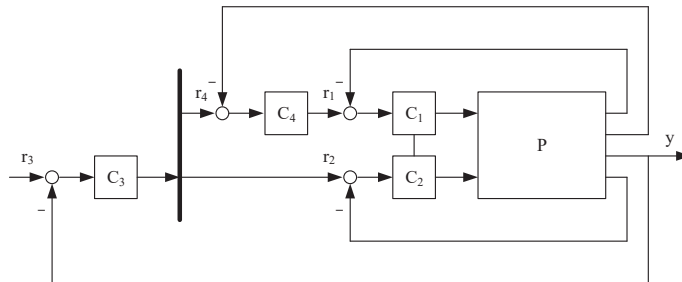 r₄
r₁
C₄
C₁
P
y
r₃
r₂
C₃
C₂
−
−
−
−